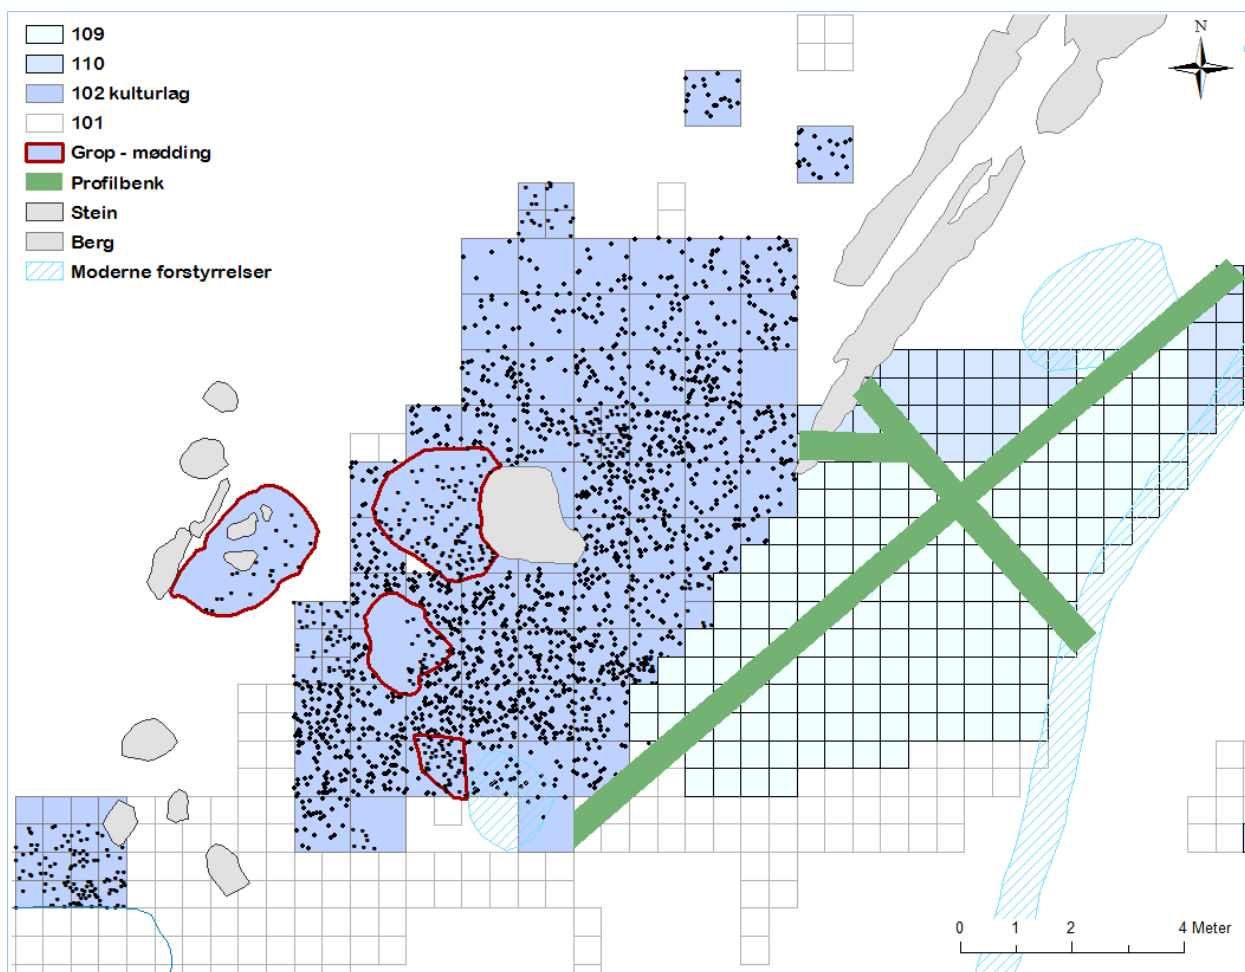 109
110
102 kulturlag
101
Grop - mødding
Profilbenk
Stein
Berg
Moderne forstyrrelser
N
0 1 2 4 Meter